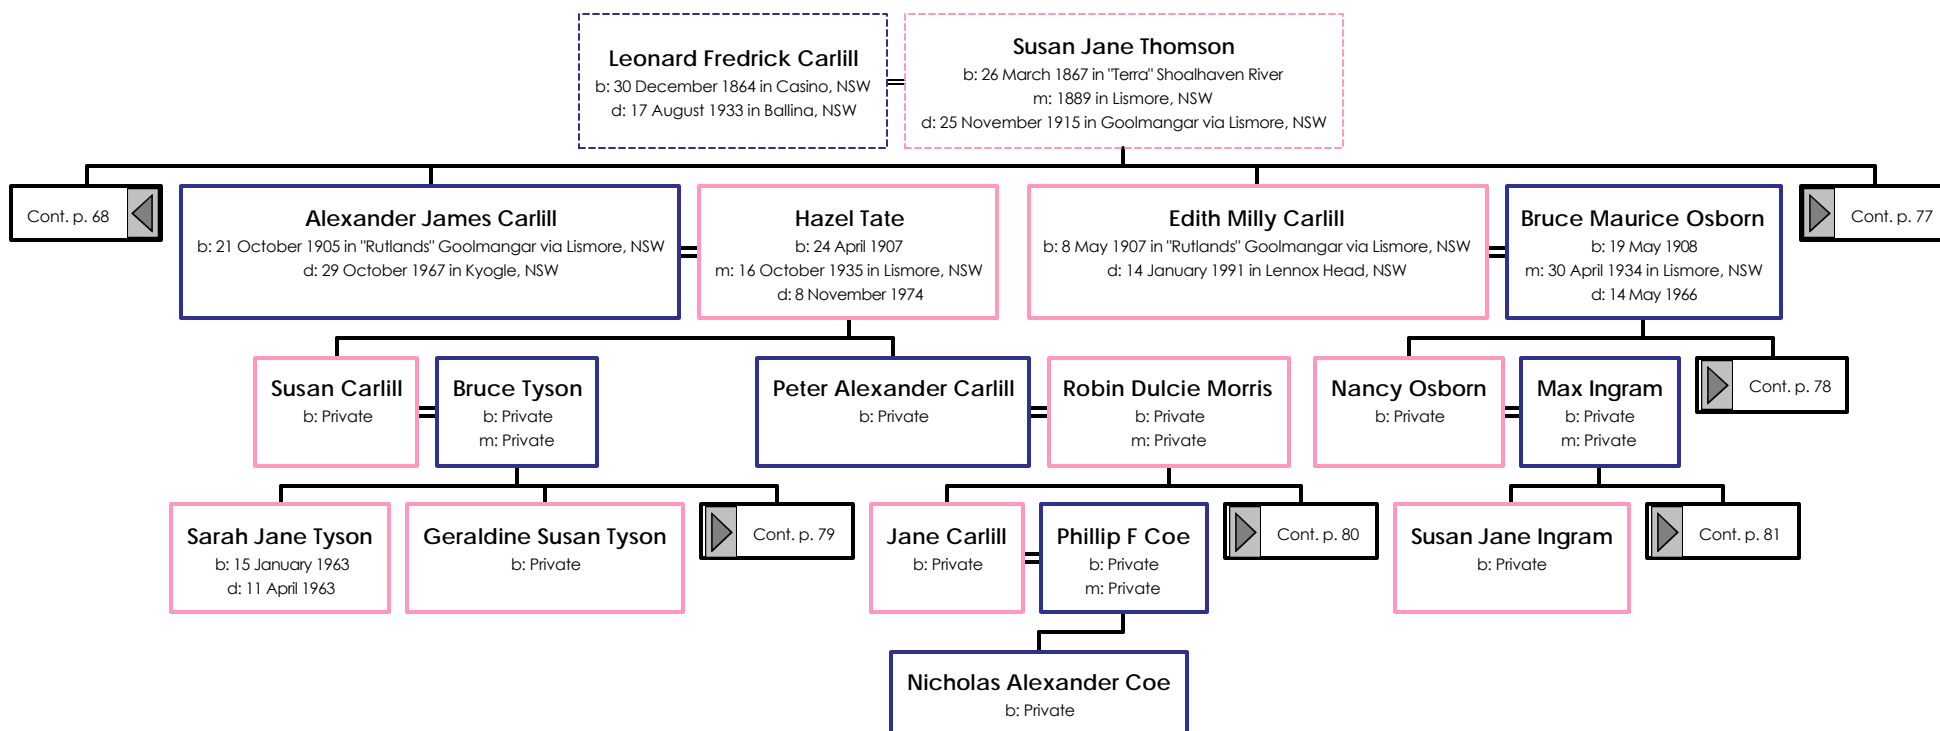 Leonard Fredrick Carlill
b: 30 December 1864 in Casino, NSW
d: 17 August 1933 in Ballina, NSW
Susan Jane Thomson
b: 26 March 1867 in "Terra" Shoalhaven River
m: 1889 in Lismore, NSW
d: 25 November 1915 in Goolmangar via Lismore, NSW
Cont. p. 68
Alexander James Carlill
b: 21 October 1905 in "Rutlands" Goolmangar via Lismore, NSW
d: 29 October 1967 in Kyogle, NSW
Hazel Tate
b: 24 April 1907
m: 16 October 1935 in Lismore, NSW
d: 8 November 1974
Edith Milly Carlill
b: 8 May 1907 in "Rutlands" Goolmangar via Lismore, NSW
d: 14 January 1991 in Lennox Head, NSW
Bruce Maurice Osborn
b: 19 May 1908
m: 30 April 1934 in Lismore, NSW
d: 14 May 1966
Cont. p. 77
Susan Carlill
b: Private
Bruce Tyson
b: Private
m: Private
Peter Alexander Carlill
b: Private
Robin Dulcie Morris
b: Private
m: Private
Nancy Osborn
b: Private
Max Ingram
b: Private
m: Private
Cont. p. 78
Sarah Jane Tyson
b: 15 January 1963
d: 11 April 1963
Geraldine Susan Tyson
b: Private
Cont. p. 79
Jane Carlill
b: Private
Phillip F Coe
b: Private
m: Private
Cont. p. 80
Susan Jane Ingram
b: Private
Cont. p. 81
Nicholas Alexander Coe
b: Private